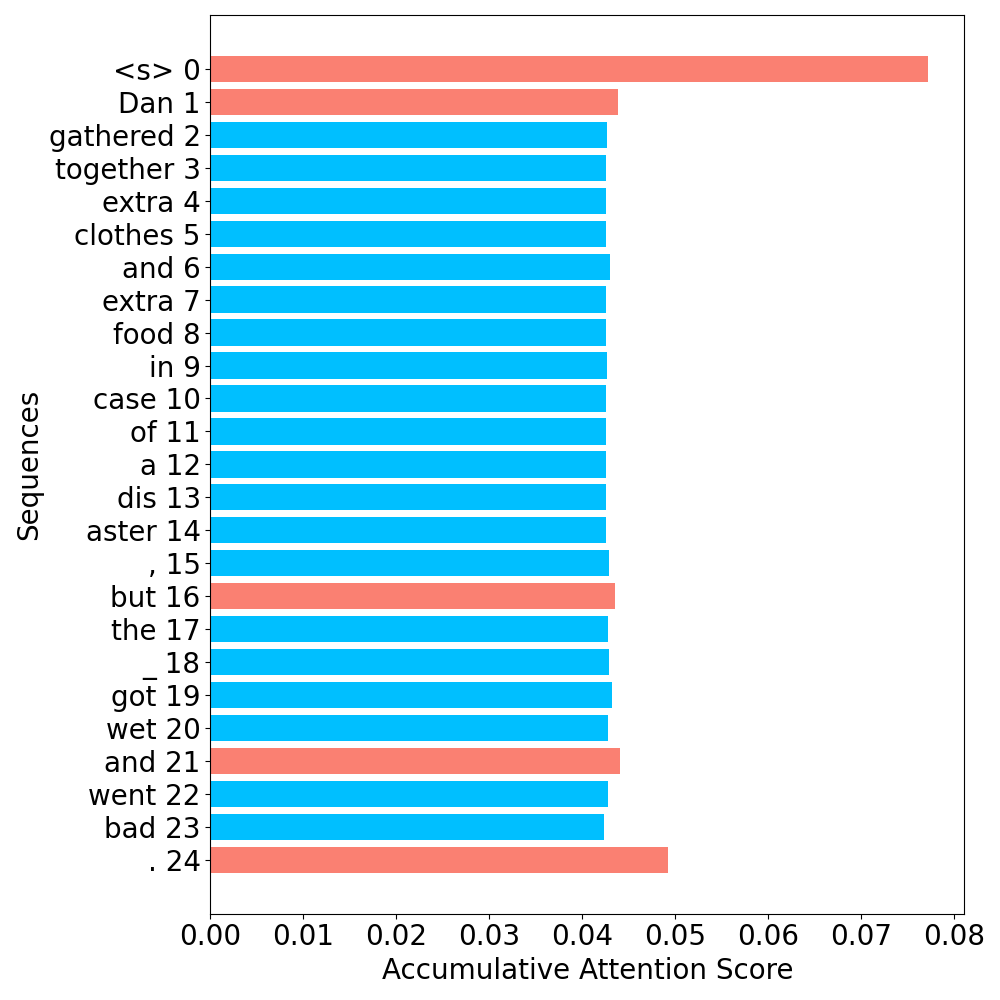 <s> 0
Dan 1
gathered 2
together 3
extra 4
clothes 5
and 6
extra 7
food 8
in 9
case 10
of 11
a 12
dis 13
aster 14
, 15
but 16
the 17
_ 18
got 19
wet 20
and 21
went 22
bad 23
. 24
Sequences
0.00 0.01 0.02 0.03 0.04 0.05 0.06 0.07 0.08
Accumulative Attention Score